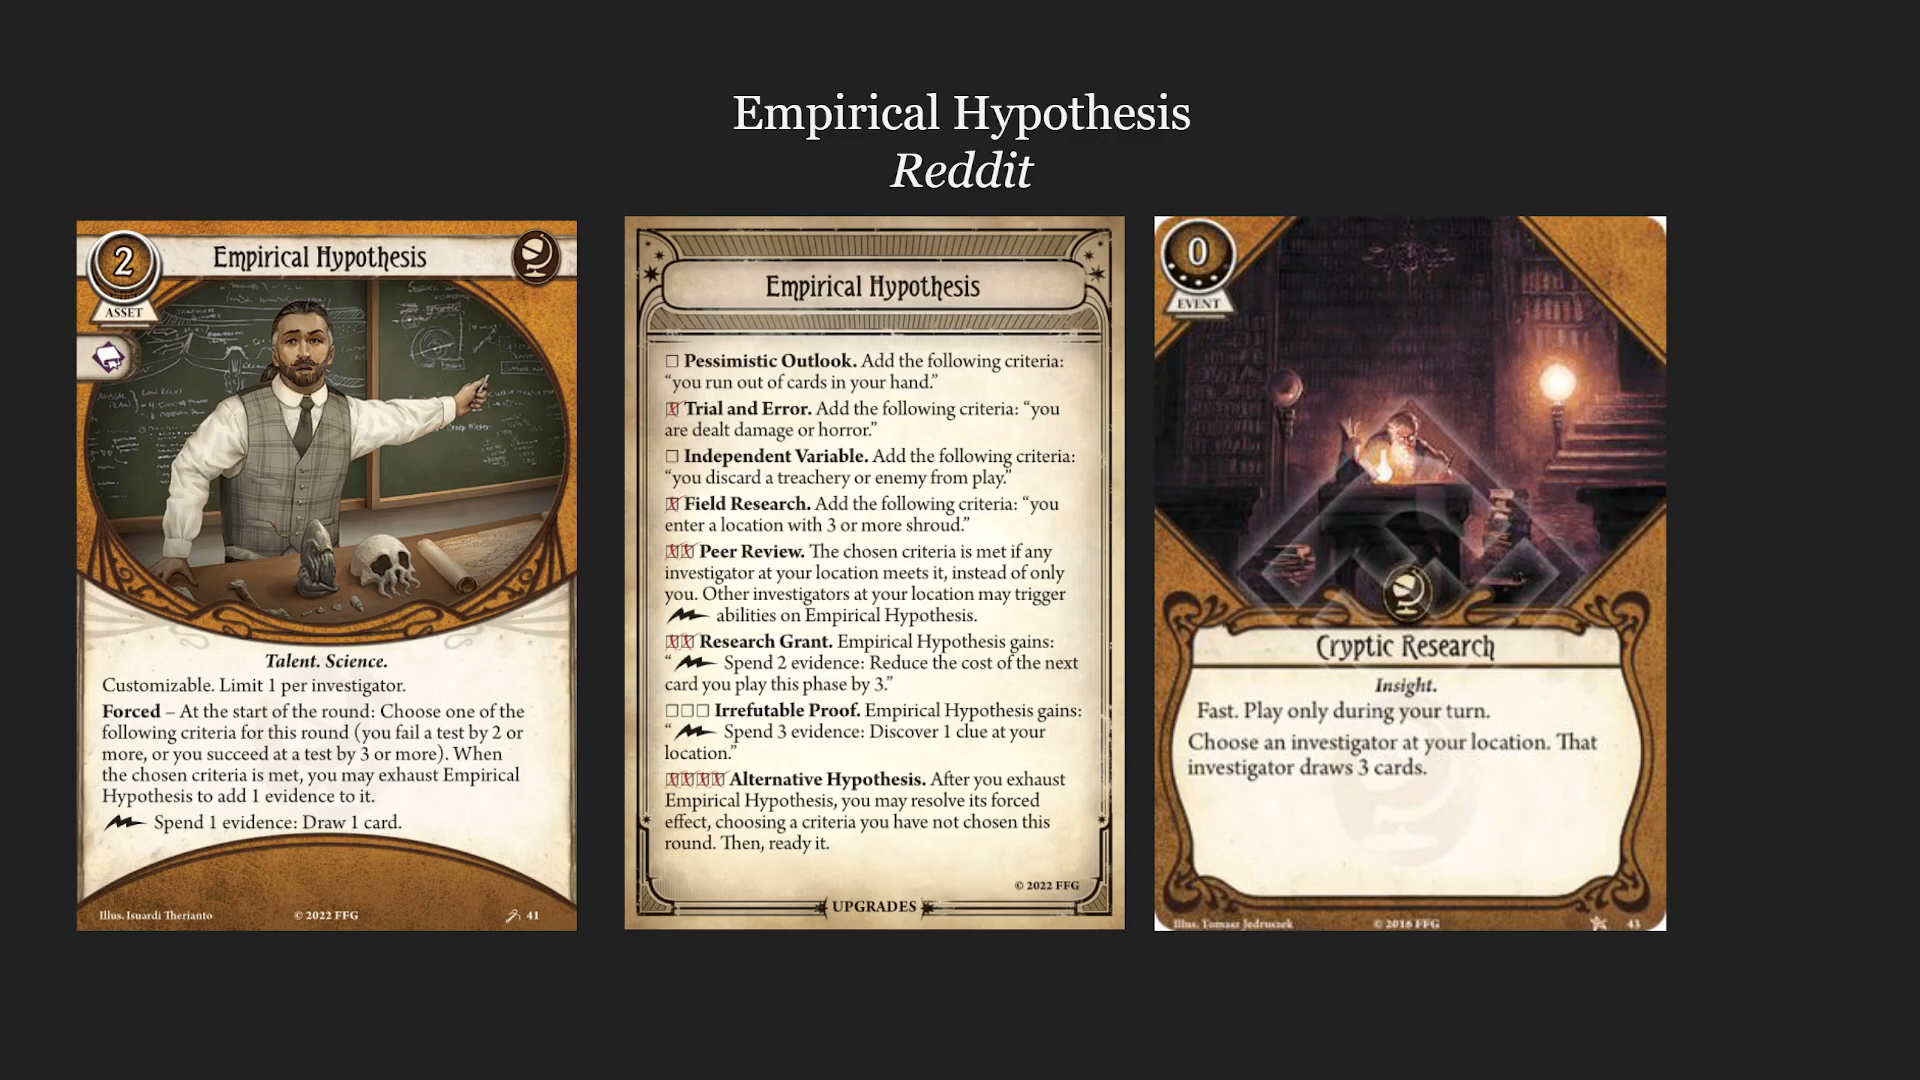 Empirical Hypothesis
Reddit
2
Empirical Hypothesis
ASSET
Talent. Science.
Customizable. Limit 1 per investigator.
Forced – At the start of the round: Choose one of the
following criteria for this round (you fail a test by 2 or
more, or you succeed at a test by 3 or more). When
the chosen criteria is met, you may exhaust Empirical
Hypothesis to add 1 evidence to it.
Spend 1 evidence: Draw 1 card.
Illus. Isuardi Therianto
© 2022 FFG
41
Empirical Hypothesis
☐ Pessimistic Outlook. Add the following criteria:
“you run out of cards in your hand.”
☒ Trial and Error. Add the following criteria: “you
are dealt damage or horror.”
☐ Independent Variable. Add the following criteria:
“you discard a treachery or enemy from play.”
☒ Field Research. Add the following criteria: “you
enter a location with 3 or more shroud.”
☒☒ Peer Review. The chosen criteria is met if any
investigator at your location meets it, instead of only
you. Other investigators at your location may trigger
abilities on Empirical Hypothesis.
☒☒ Research Grant. Empirical Hypothesis gains:
“ Spend 2 evidence: Reduce the cost of the next
card you play this phase by 3.”
☐☐☐ Irrefutable Proof. Empirical Hypothesis gains:
“ Spend 3 evidence: Discover 1 clue at your
location.”
☒☒☒☒ Alternative Hypothesis. After you exhaust
Empirical Hypothesis, you may resolve its forced
effect, choosing a criteria you have not chosen this
round. Then, ready it.
© 2022 FFG
UPGRADES
0
EVENT
Cryptic Research
Insight.
Fast. Play only during your turn.
Choose an investigator at your location. That
investigator draws 3 cards.
Illus. Tomasz Jedruszek
© 2016 FFG
43